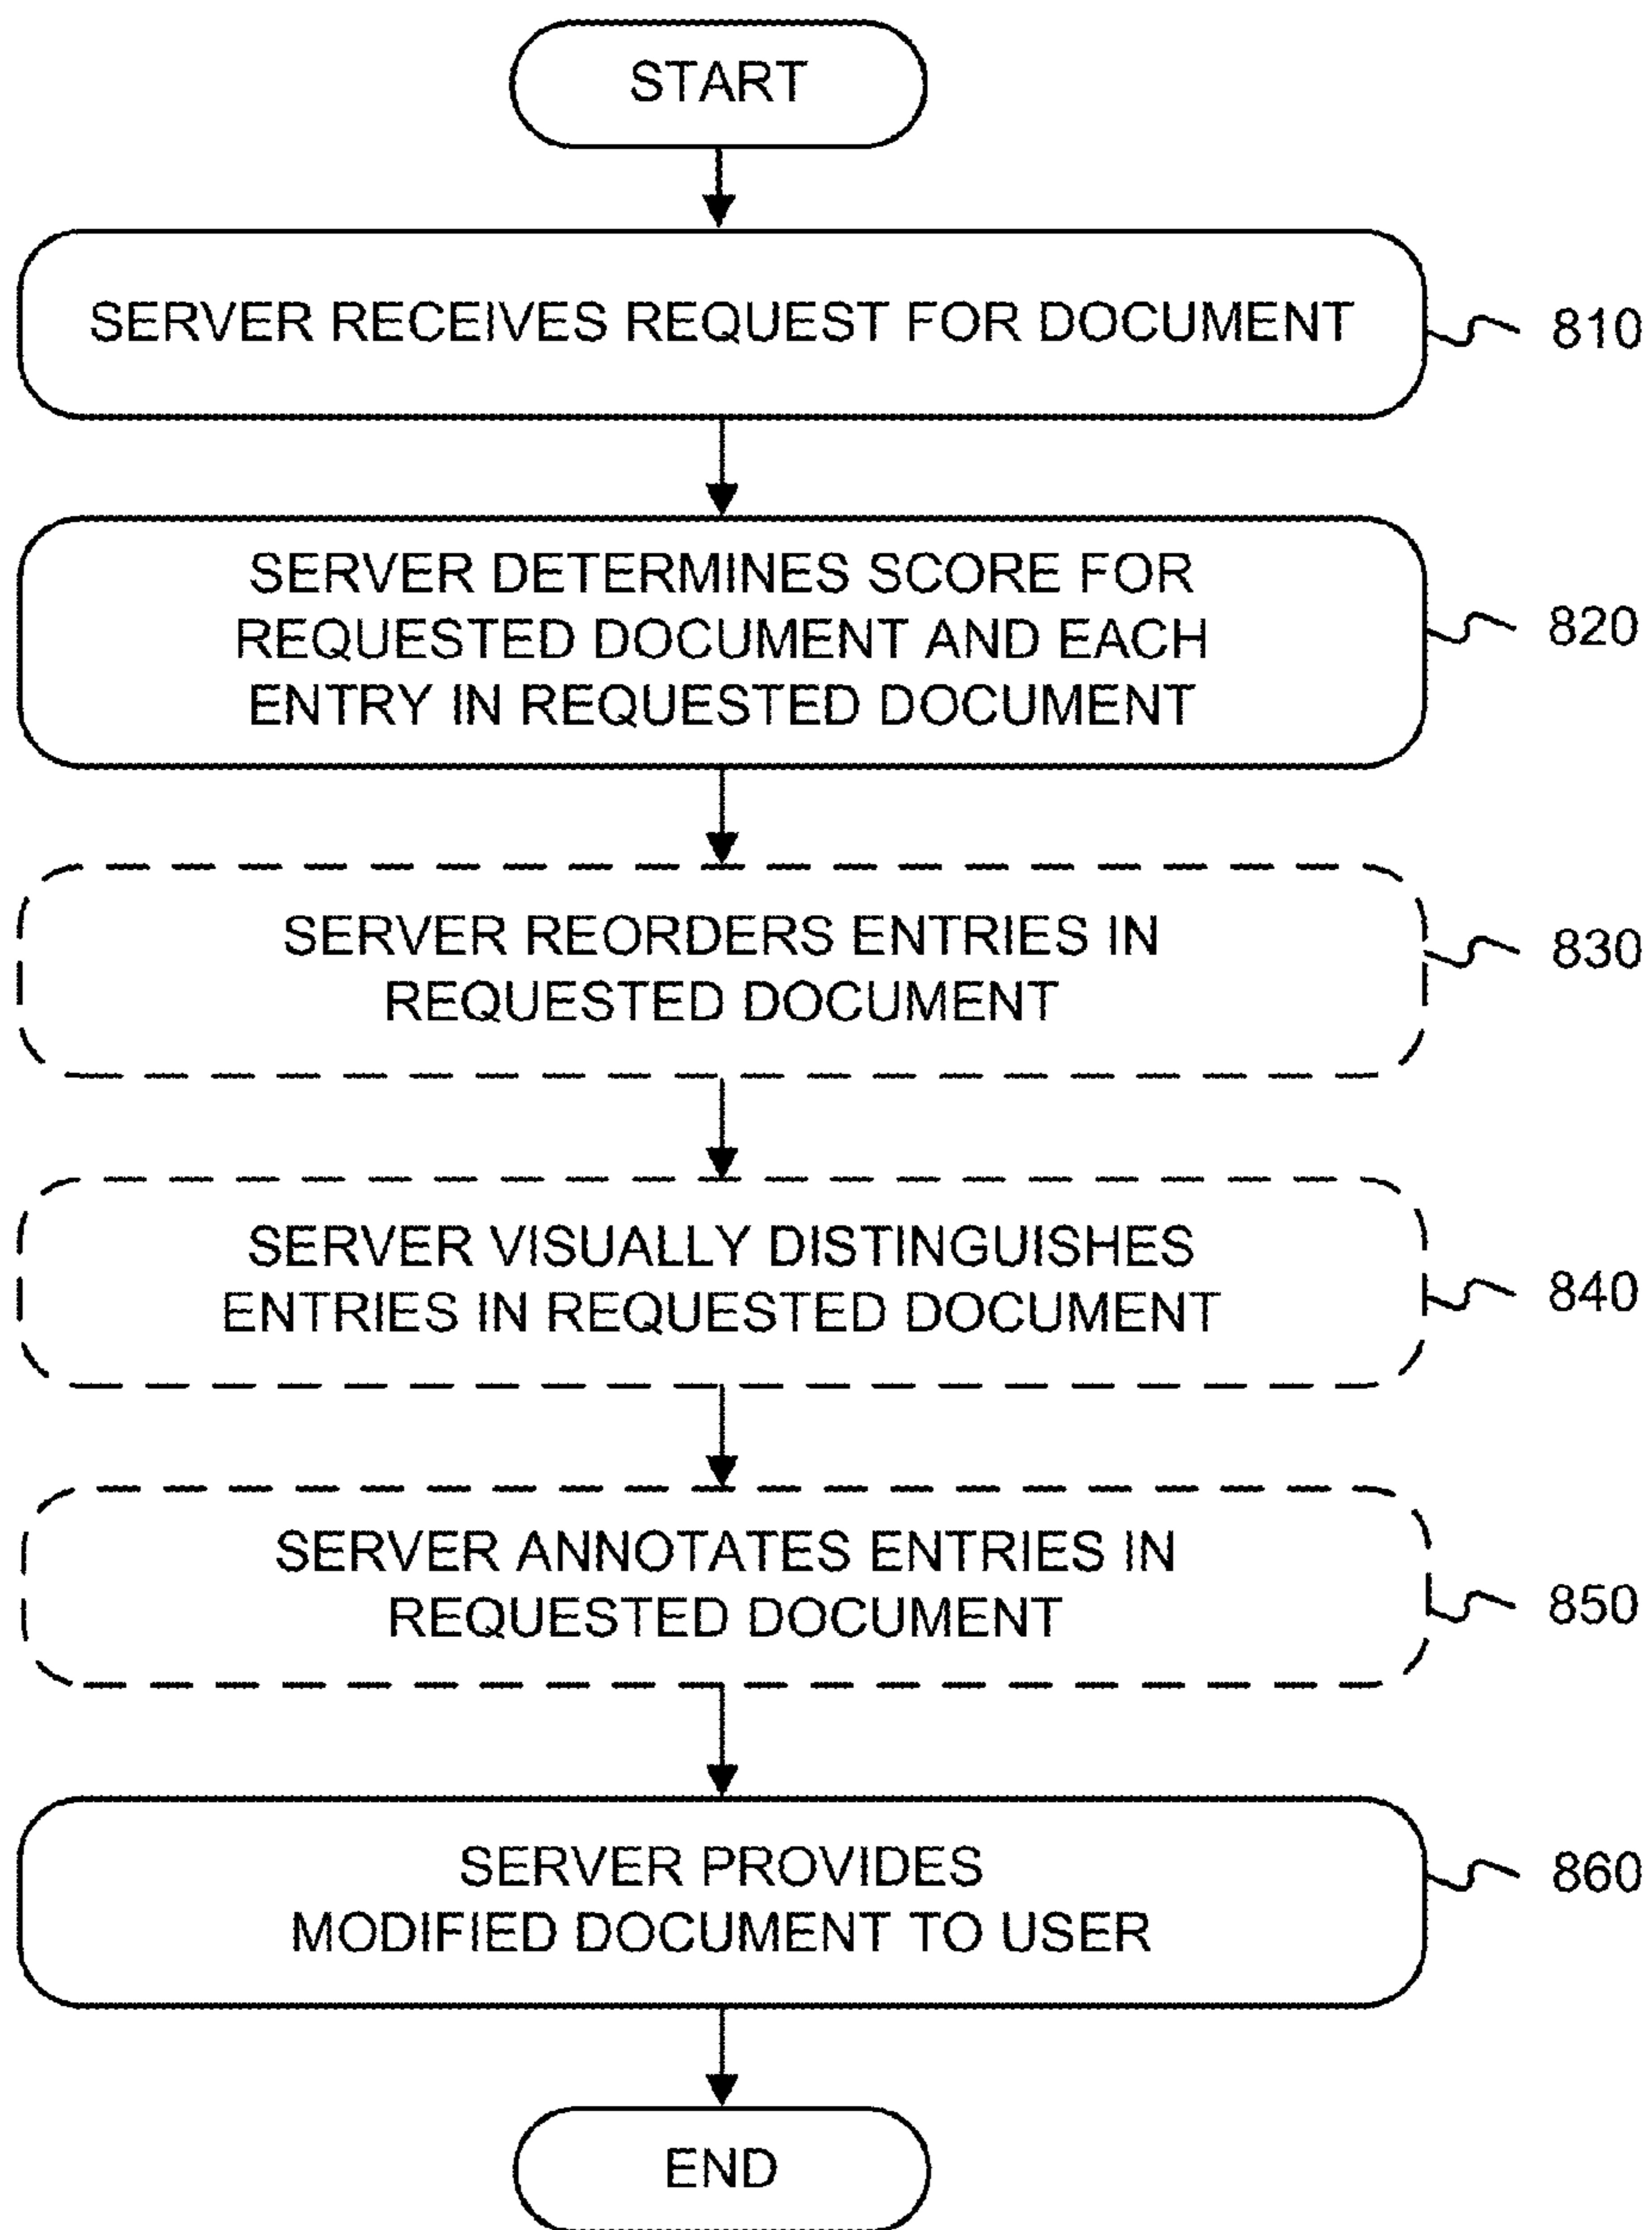 START
SERVER RECEIVES REQUEST FOR DOCUMENT
810
SERVER DETERMINES SCORE FOR
REQUESTED DOCUMENT AND EACH
ENTRY IN REQUESTED DOCUMENT
820
SERVER REORDERS ENTRIES IN
REQUESTED DOCUMENT
830
SERVER VISUALLY DISTINGUISHES
ENTRIES IN REQUESTED DOCUMENT
840
SERVER ANNOTATES ENTRIES IN
REQUESTED DOCUMENT
850
SERVER PROVIDES
MODIFIED DOCUMENT TO USER
860
END